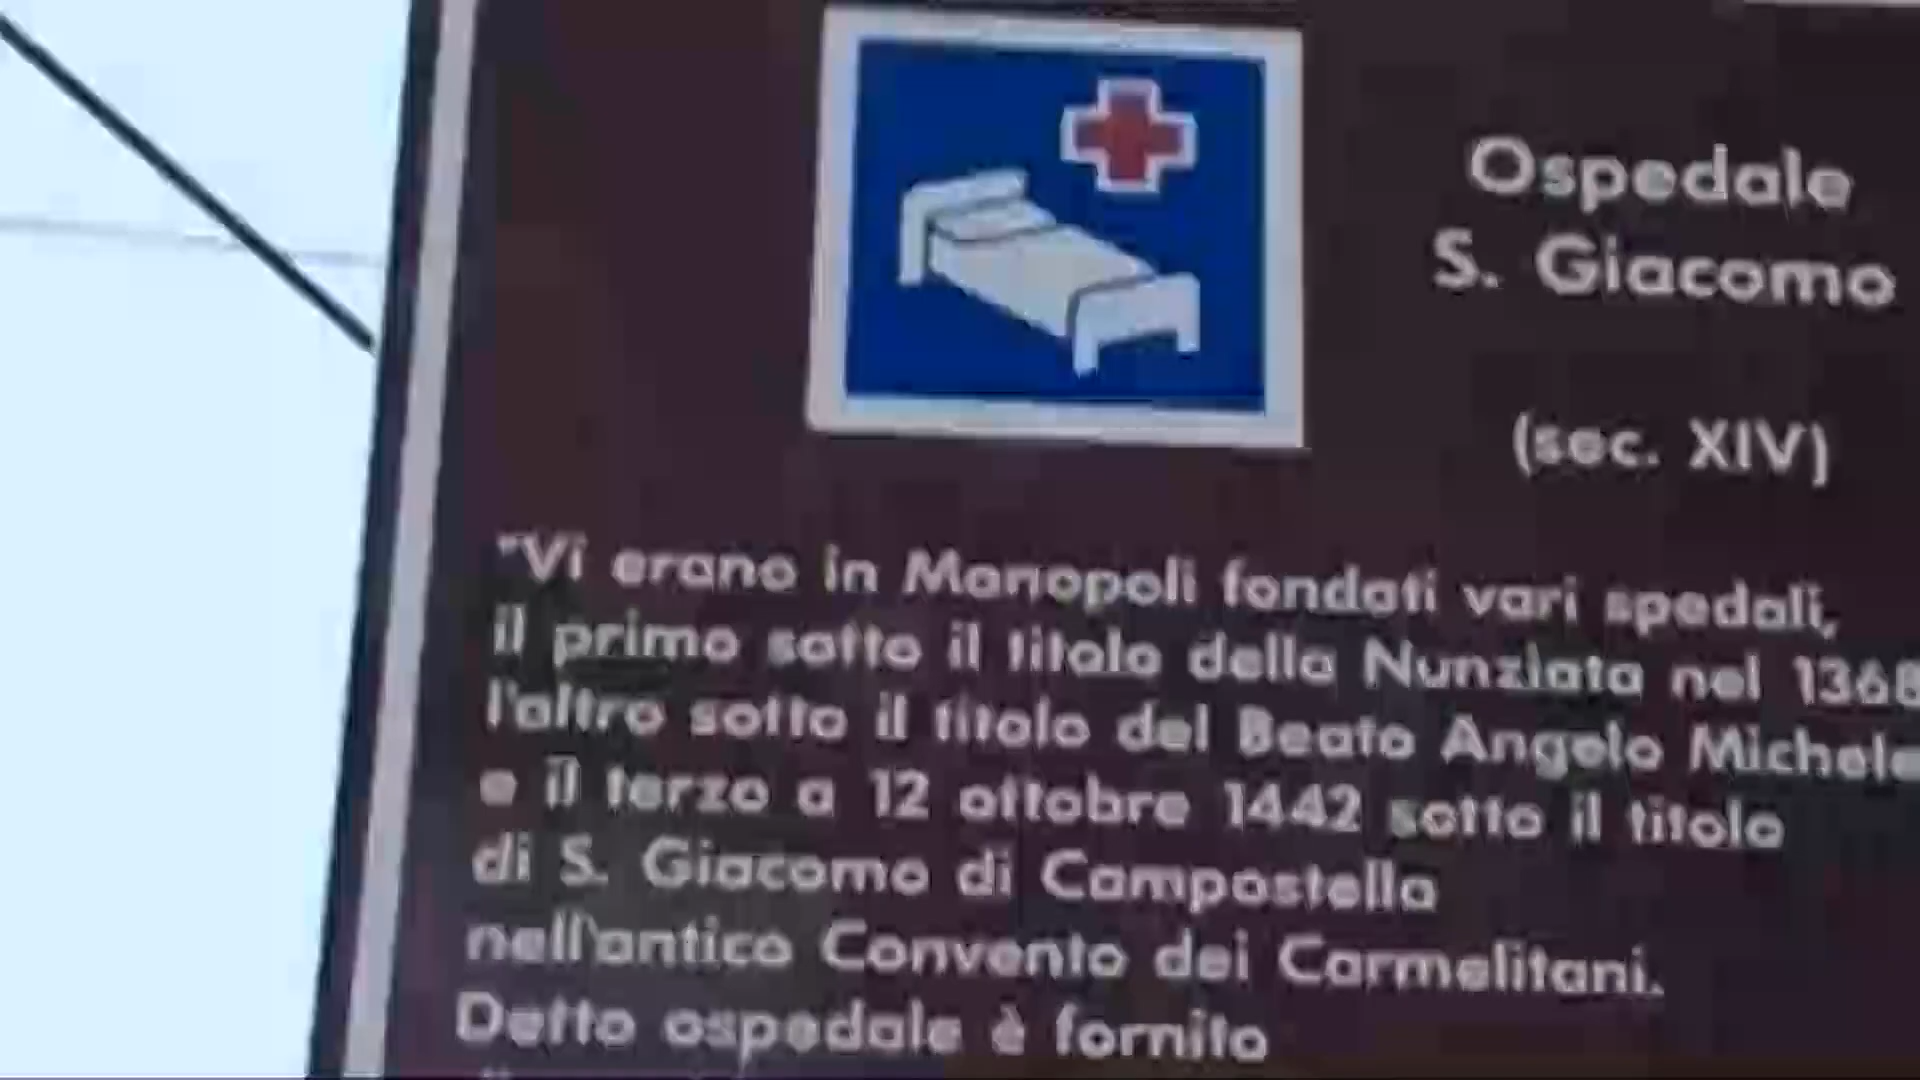 Ospedale
S. Giacomo
(sec. XIV)
"Vi erano in Monopoli fondati vari spedali,
il primo sotto il titolo della Nunziata nel 1368
l'altro sotto il titolo del Beato Angelo Michele
e il terzo a 12 ottobre 1442 sotto il titolo
di S. Giacomo di Campostella
nell'antico Convento dei Carmelitani.
Detto ospedale è fornito